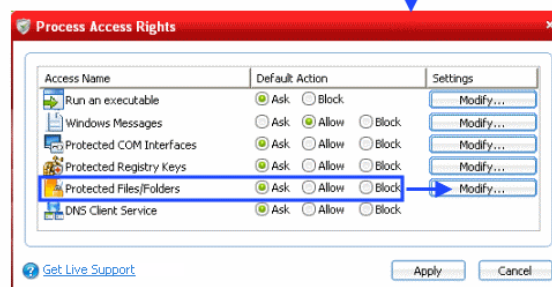 Process Access Rights
Access Name Default Action Settings
Run an executable Ask Block Modify...
Windows Messages Ask Allow Block Modify...
Protected COM Interfaces Ask Allow Block Modify...
Protected Registry Keys Ask Allow Block Modify...
Protected Files/Folders Ask Allow Block Modify...
DNS Client Service Ask Allow Block
Get Live Support Apply Cancel